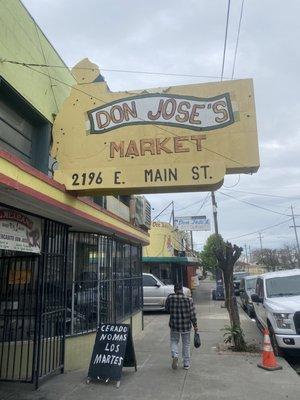 DON JOSE'S
MARKET
2196 E. MAIN ST.
CERADO
NOMAS
LOS
MARTES